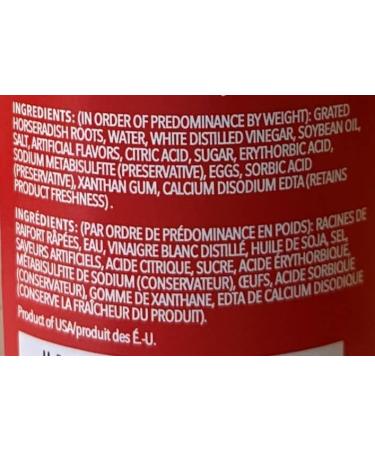 INGREDIENTS: (IN ORDER OF PREDOMINANCE BY WEIGHT): GRATED
HORSERADISH ROOTS, WATER, WHITE DISTILLED VINEGAR, SOYBEAN OIL,
SALT, ARTIFICIAL FLAVORS, CITRIC ACID, SUGAR, ERYTHORBIC ACID,
SODIUM METABISULFITE (PRESERVATIVE), EGGS, SORBIC ACID
(PRESERVATIVE), XANTHAN GUM, CALCIUM DISODIUM EDTA (RETAINS
PRODUCT FRESHNESS).
INGRÉDIENTS: (PAR ORDRE DE PRÉDOMINANCE EN POIDS): RACINES DE
RAIFORT RÂPÉES, EAU, VINAIGRE BLANC DISTILLÉ, HUILE DE SOJA, SEL,
SAVEURS ARTIFICIELS, ACIDE CITRIQUE, SUCRE, ACIDE ÉRYTHORBIQUE,
MÉTABISULFITE DE SODIUM (CONSERVATEUR), ŒUFS, ACIDE SORBIQUE
(CONSERVATEUR), GOMME DE XANTHANE, EDTA DE CALCIUM DISODIQUE
(CONSERVE LA FRAÎCHEUR DU PRODUIT).
Product of USA/produit des É-U.